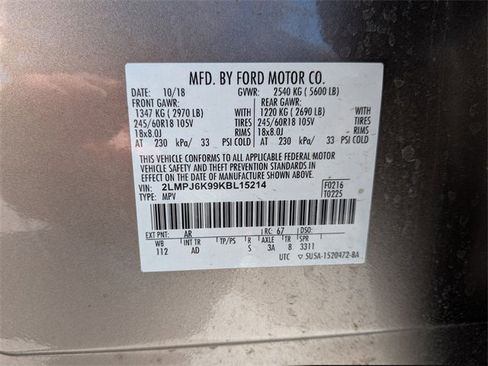 MFD. BY FORD MOTOR CO.
DATE: 10/18 GVWR: 2540 KG ( 5600 LB)
FRONT GAWR: REAR GAWR:
1347 KG ( 2970 LB) WITH 1220 KG ( 2690 LB) WITH
245/60R18 105V TIRES 245/60R18 105V TIRES
18x8.0J RIMS 18x8.0J RIMS
AT 230 kPa/ 33 PSI COLD AT 230 kPa/ 33 PSI COLD
THIS VEHICLE CONFORMS TO ALL APPLICABLE FEDERAL MOTOR
VEHICLE SAFETY AND THEFT PREVENTION STANDARDS IN EFFECT
ON THE DATE OF MANUFACTURE SHOWN ABOVE.
VIN: 2LMPJ6K99KBL15214 F0216
TYPE: MPV T0225
EXT PNT: AR RC: 67 DSO:
WB INT TR TP/PS R AXLE TR SPR
112 AD S 3A 8 3311
UTC 5U5A-1520472-BA